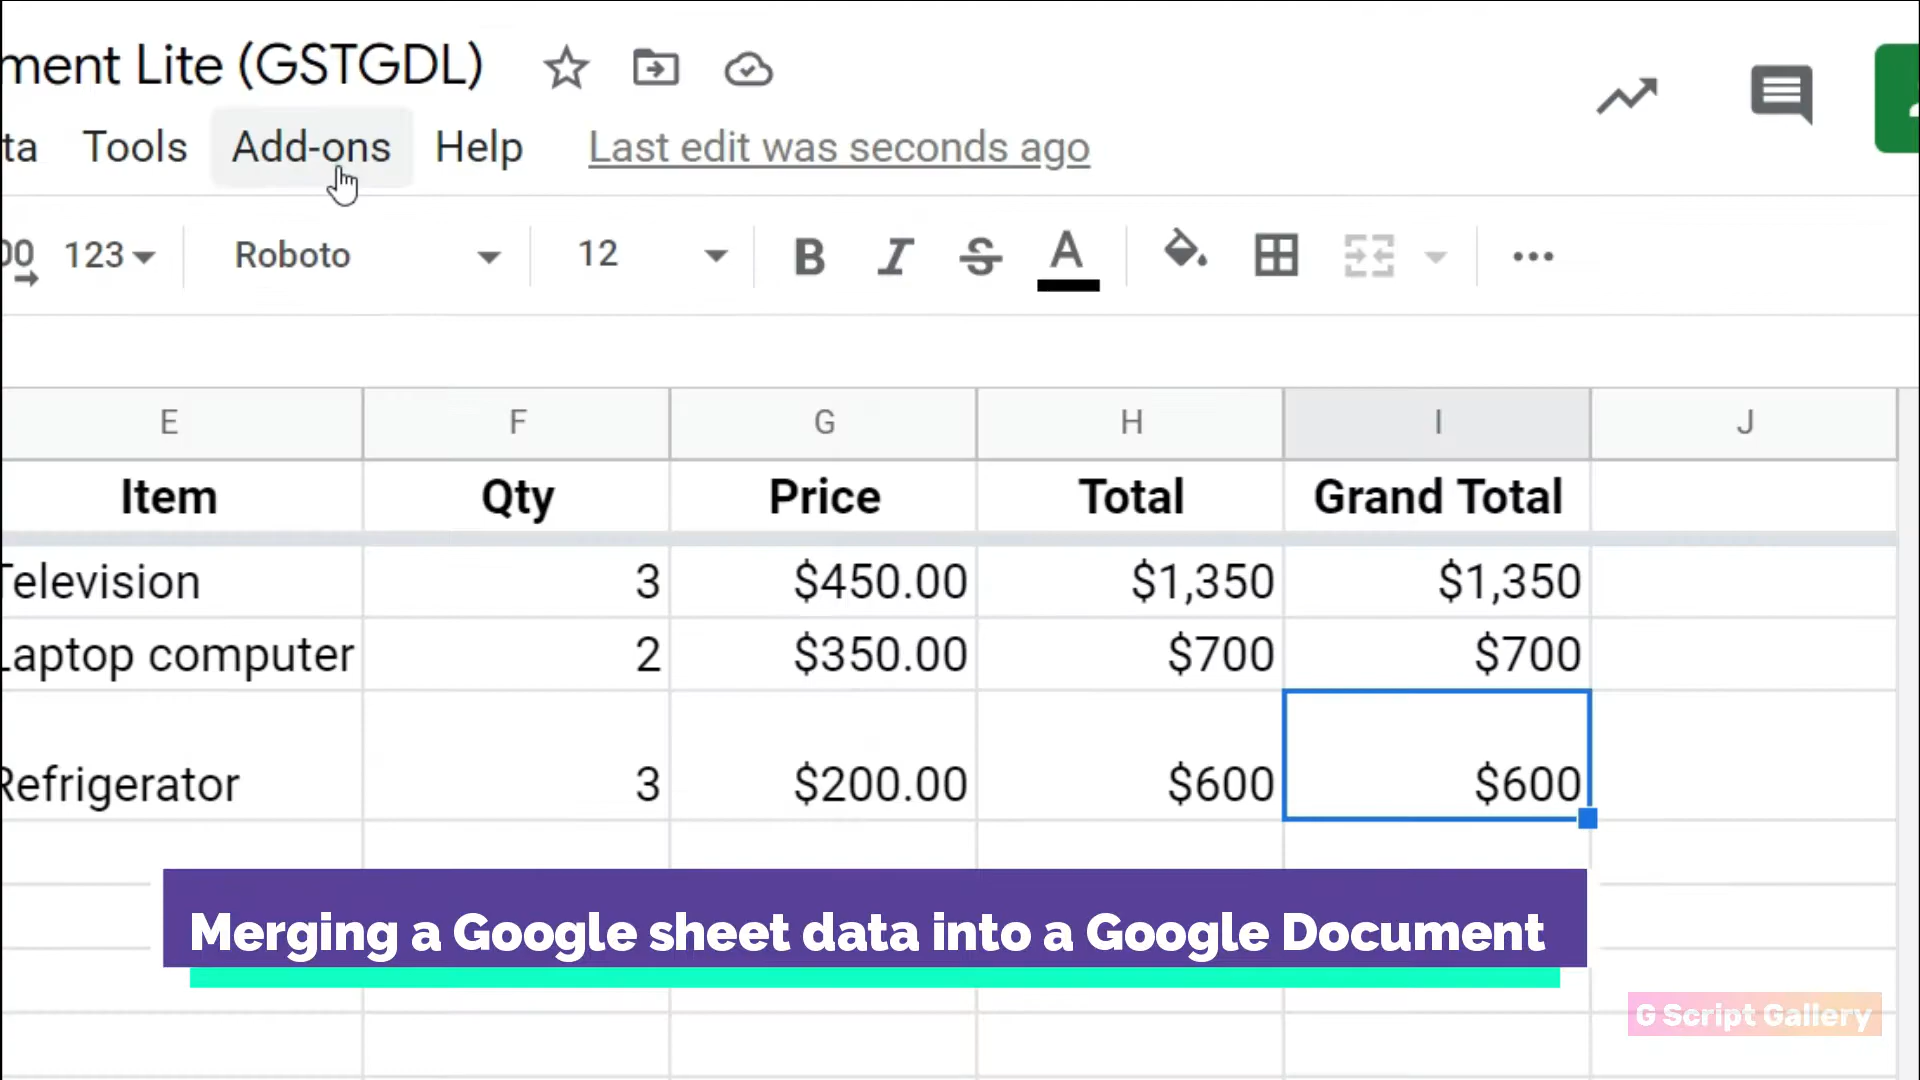 ment Lite (GSTGDL)
ta Tools Add-ons Help Last edit was seconds ago
00 123 Roboto 12 B I S A
E F G H I J
Item Qty Price Total Grand Total
Television 3 $450.00 $1,350 $1,350
Laptop computer 2 $350.00 $700 $700
Refrigerator 3 $200.00 $600 $600
Merging a Google sheet data into a Google Document
G Script Gallery